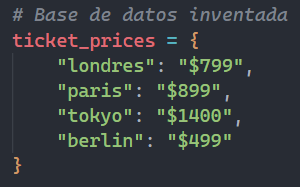 # Base de datos inventada
ticket_prices = {
    "londres": "$799",
    "paris": "$899",
    "tokyo": "$1400",
    "berlin": "$499"
}